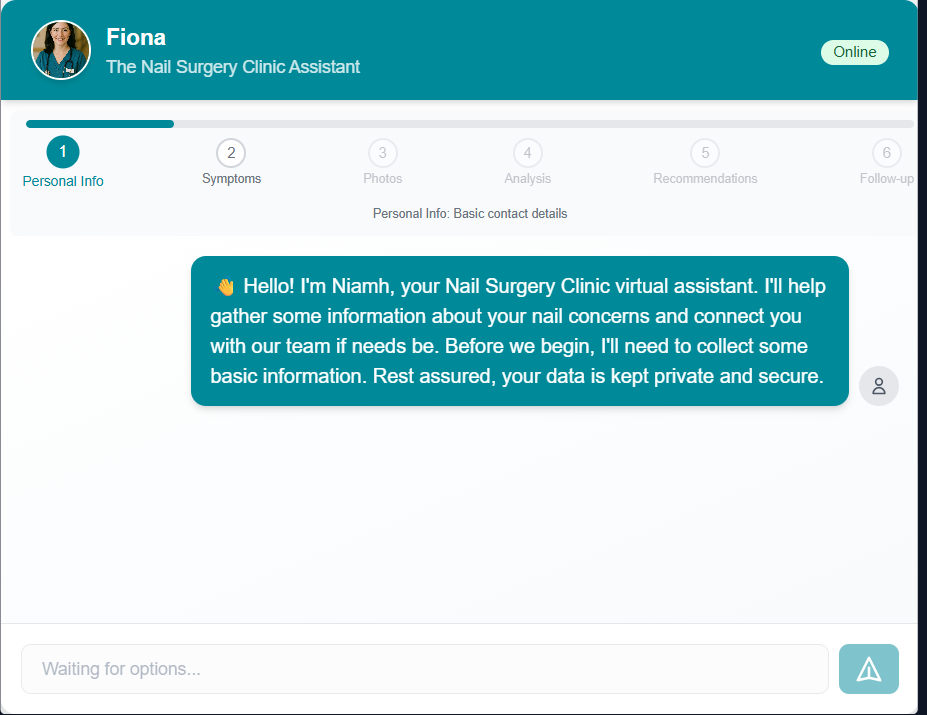 Fiona
The Nail Surgery Clinic Assistant
Online
1 2 3 4 5 6
Personal Info Symptoms Photos Analysis Recommendations Follow-up
Personal Info: Basic contact details
👋 Hello! I'm Niamh, your Nail Surgery Clinic virtual assistant. I'll help
gather some information about your nail concerns and connect you
with our team if needs be. Before we begin, I'll need to collect some
basic information. Rest assured, your data is kept private and secure.
Waiting for options...